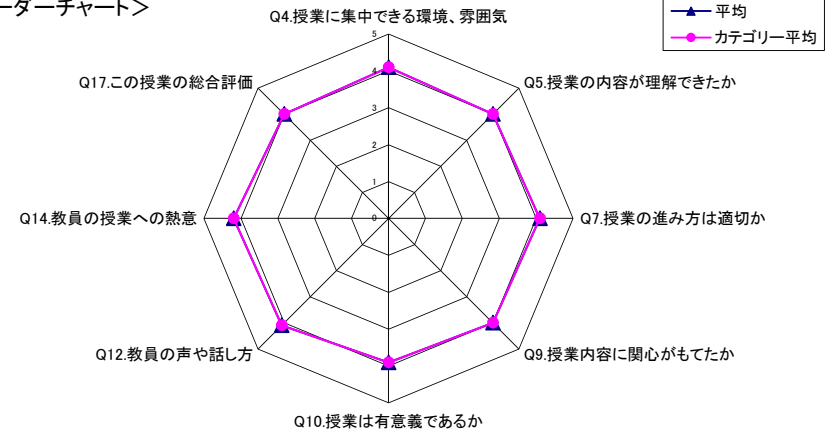 ーダーチャート＞
平均
カテゴリー平均
Q4.授業に集中できる環境、雰囲気
Q5.授業の内容が理解できたか
Q7.授業の進み方は適切か
Q9.授業内容に関心がもてたか
Q10.授業は有意義であるか
Q12.教員の声や話し方
Q14.教員の授業への熱意
Q17.この授業の総合評価
5
4
3
2
1
0